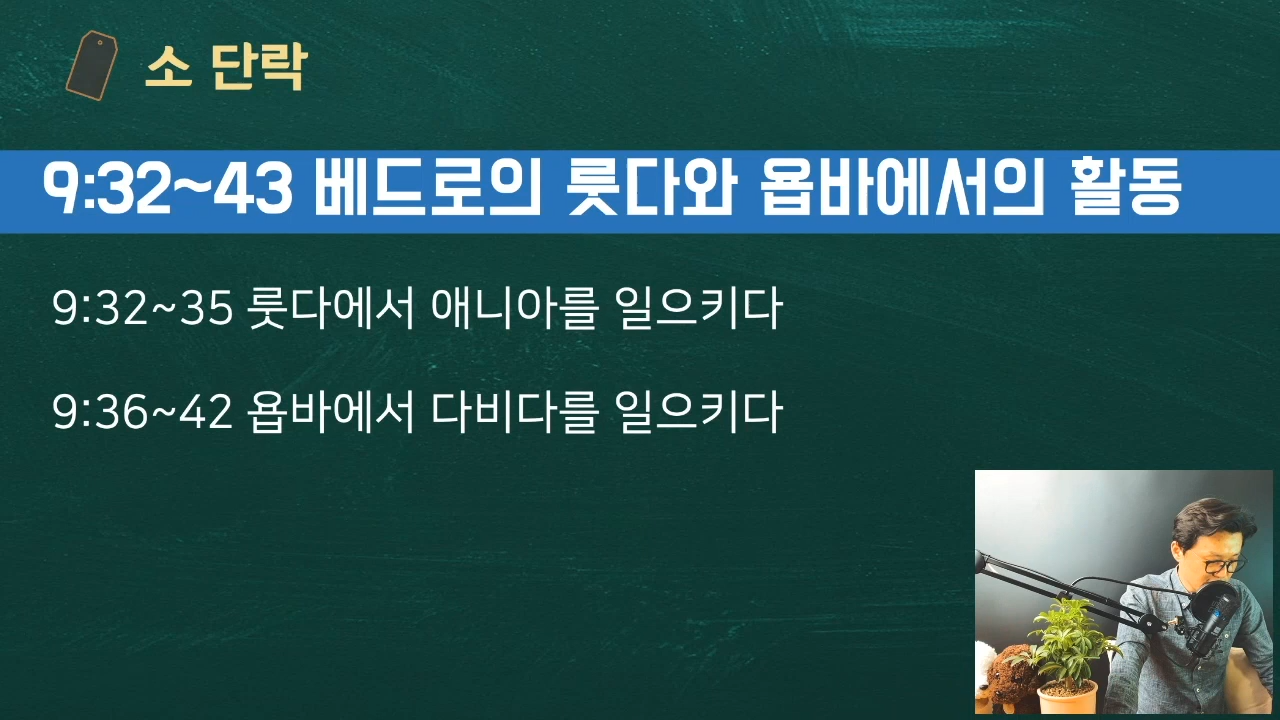 소 단락
9:32~43 베드로의 룻다와 욥바에서의 활동
9:32~35 룻다에서 애니아를 일으키다
9:36~42 욥바에서 다비다를 일으키다